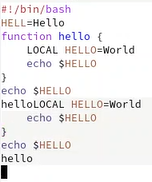 #!/bin/bash
HELL=Hello
function hello {
LOCAL HELLO=World
echo $HELLO
}
echo $HELLO
helloLOCAL HELLO=World
echo $HELLO
}
echo $HELLO
hello